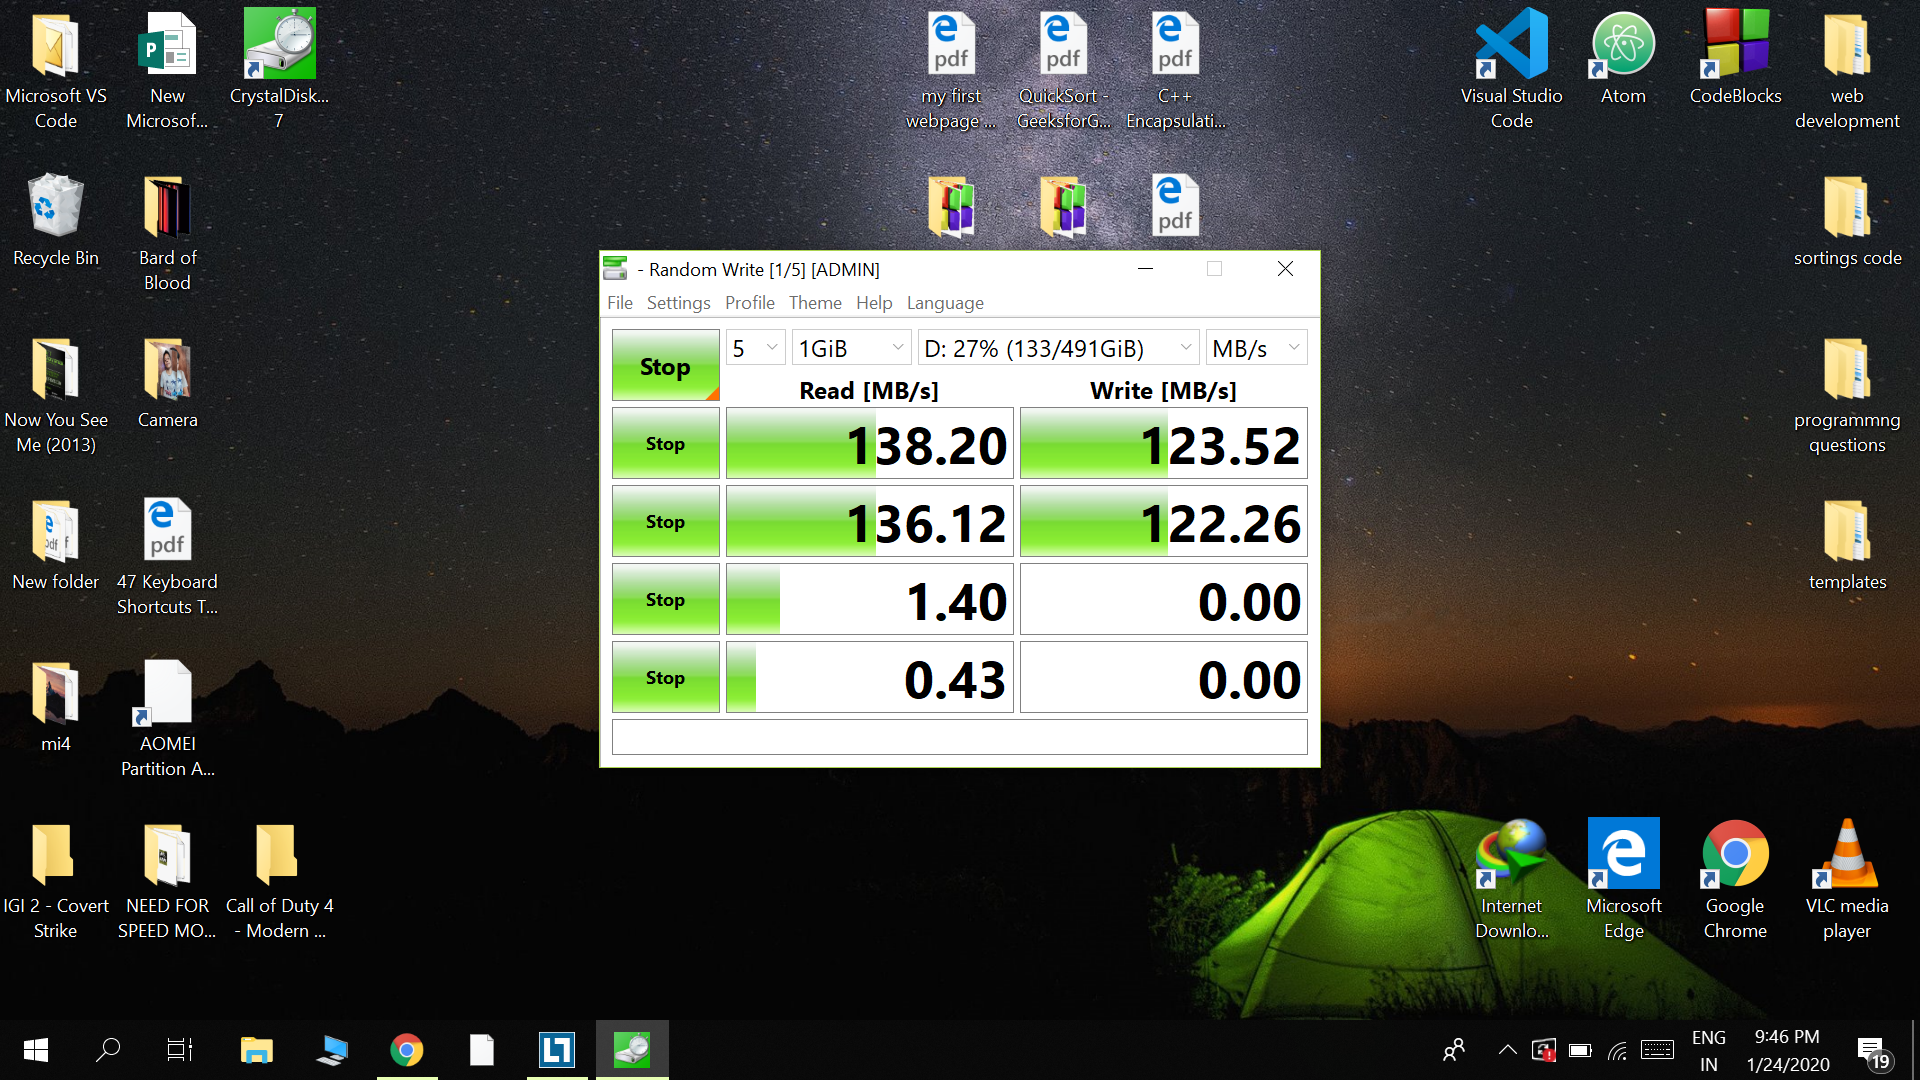 Microsoft VS
Code
New
Microsof...
CrystalDisk...
7
my first
webpage ...
QuickSort -
GeeksforG...
C++
Encapsulati...
Visual Studio
Code
Atom
CodeBlocks
web
development
pdf
pdf
pdf
Recycle Bin
Bard of
Blood
pdf
sortings code
- Random Write [1/5] [ADMIN]
File Settings Profile Theme Help Language
Stop
5
1GiB
D: 27% (133/491GiB)
MB/s
Read [MB/s]
Write [MB/s]
Stop 138.20 123.52
Stop 136.12 122.26
Stop 1.40 0.00
Stop 0.43 0.00
Now You See
Me (2013)
Camera
programmng
questions
pdf
New folder
47 Keyboard
Shortcuts T...
templates
mi4
AOMEI
Partition A...
IGI 2 - Covert
Strike
NEED FOR
SPEED MO...
Call of Duty 4
- Modern ...
Internet
Downlo...
Microsoft
Edge
Google
Chrome
VLC media
player
ENG
IN
9:46 PM
1/24/2020
19